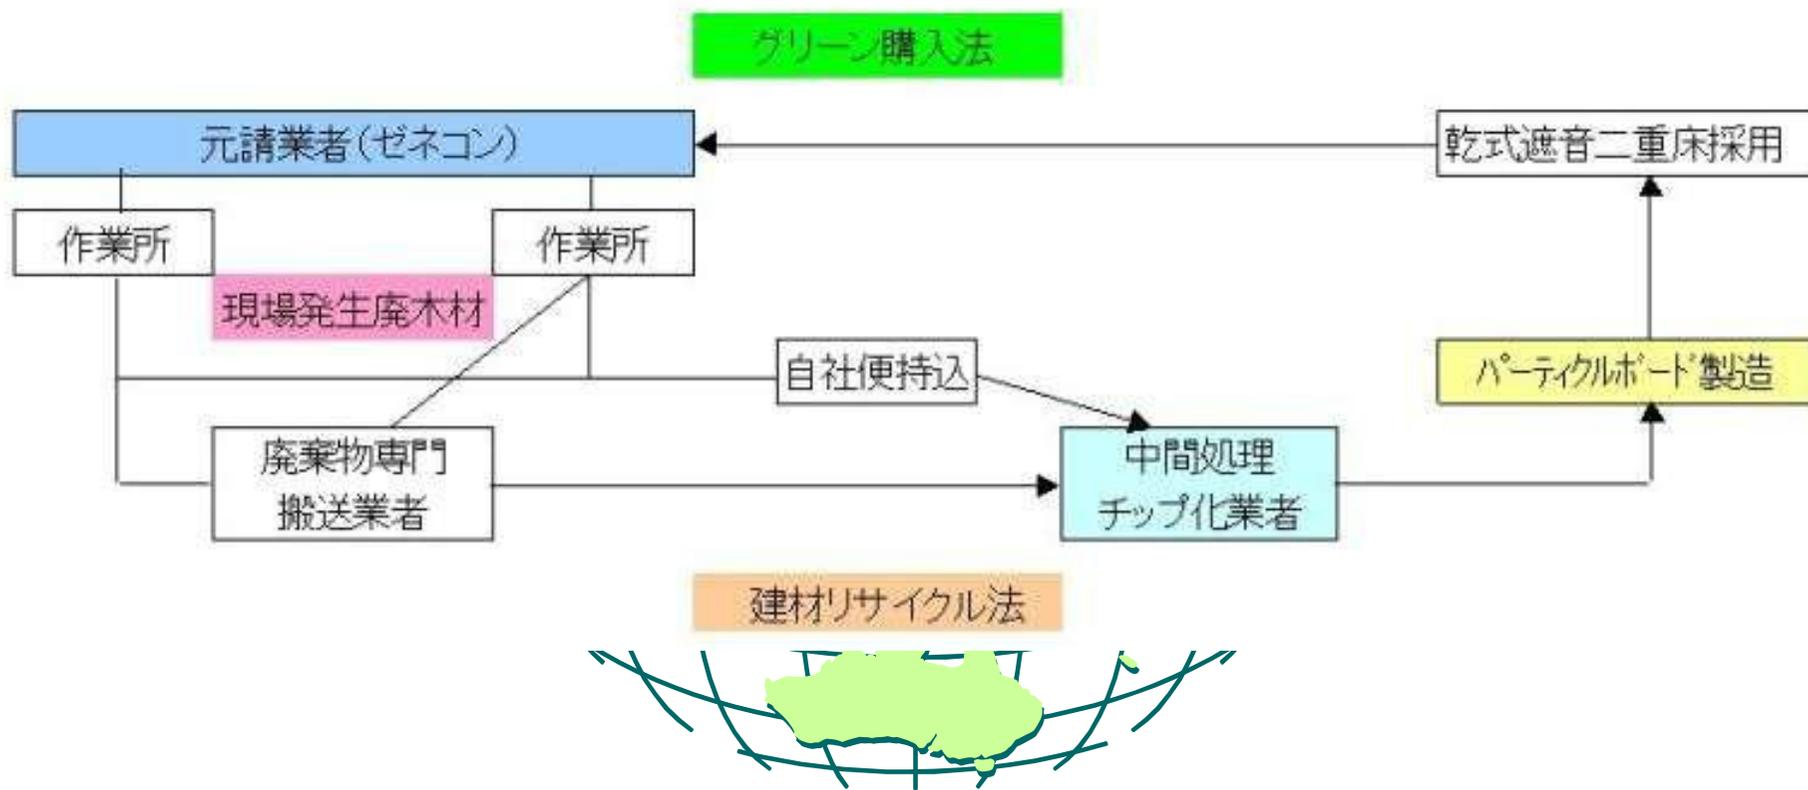 グリーン購入法
元請業者(ゼネコン)
乾式遮音二重床採用
作業所
作業所
現場発生廃木材
自社便持込
パーティクルボード製造
廃棄物専門
搬送業者
中間処理
チップ化業者
建材リサイクル法